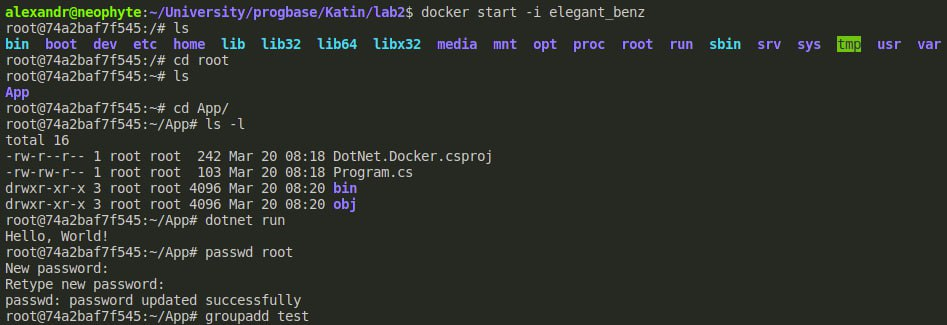 alexandr@neophyte:~/University/progbase/Katin/lab2$ docker start -i elegant_benz
root@74a2baf7f545:/# ls
bin boot dev etc home lib lib32 lib64 libx32 media mnt opt proc root run sbin srv sys tmp usr var
root@74a2baf7f545:/# cd root
root@74a2baf7f545:~# ls
App
root@74a2baf7f545:~# cd App/
root@74a2baf7f545:~/App# ls -l
total 16
-rw-r--r-- 1 root root  242 Mar 20 08:18 DotNet.Docker.csproj
-rw-rw-r-- 1 root root  103 Mar 20 08:18 Program.cs
drwxr-xr-x 3 root root 4096 Mar 20 08:20 bin
drwxr-xr-x 3 root root 4096 Mar 20 08:20 obj
root@74a2baf7f545:~/App# dotnet run
Hello, World!
root@74a2baf7f545:~/App# passwd root
New password:
Retype new password:
passwd: password updated successfully
root@74a2baf7f545:~/App# groupadd test